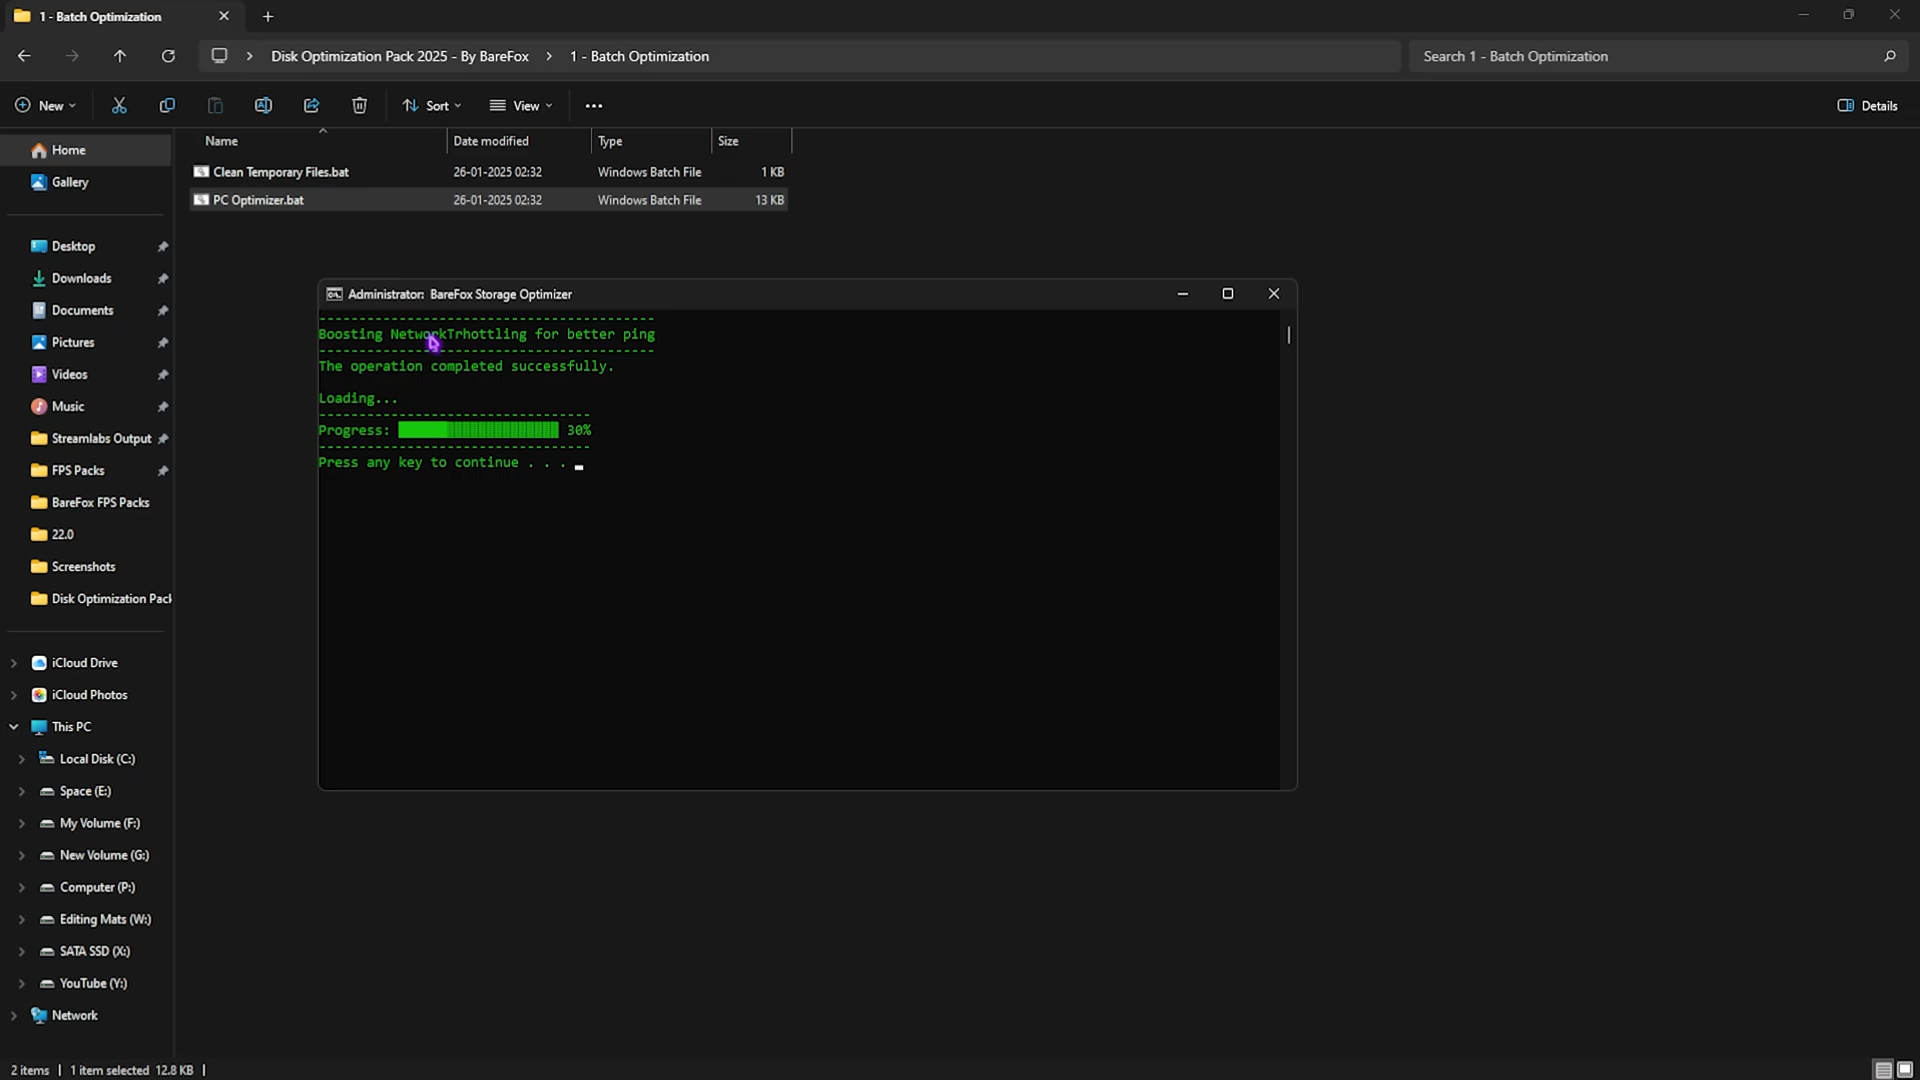 1 - Batch Optimization
Disk Optimization Pack 2025 - By BareFox > 1 - Batch Optimization
Search 1 - Batch Optimization
New
Sort
View
Details
Name
Date modified
Type
Size
Clean Temporary Files.bat 26-01-2025 02:32 Windows Batch File 1 KB
PC Optimizer.bat 26-01-2025 02:32 Windows Batch File 13 KB
Home
Gallery
Desktop
Downloads
Documents
Pictures
Videos
Music
Streamlabs Output
FPS Packs
BareFox FPS Packs
22.0
Screenshots
Disk Optimization Pack
iCloud Drive
iCloud Photos
This PC
Local Disk (C:)
Space (E:)
My Volume (F:)
New Volume (G:)
Computer (P:)
Editing Mats (W:)
SATA SSD (X:)
YouTube (Y:)
Network
Administrator: BareFox Storage Optimizer
------------------------------------------
Boosting NetworkTrhottling for better ping
------------------------------------------
The operation completed successfully.
Loading...
----------------------------------
Progress: 30%
----------------------------------
Press any key to continue . . .
2 items | 1 item selected 12.8 KB |